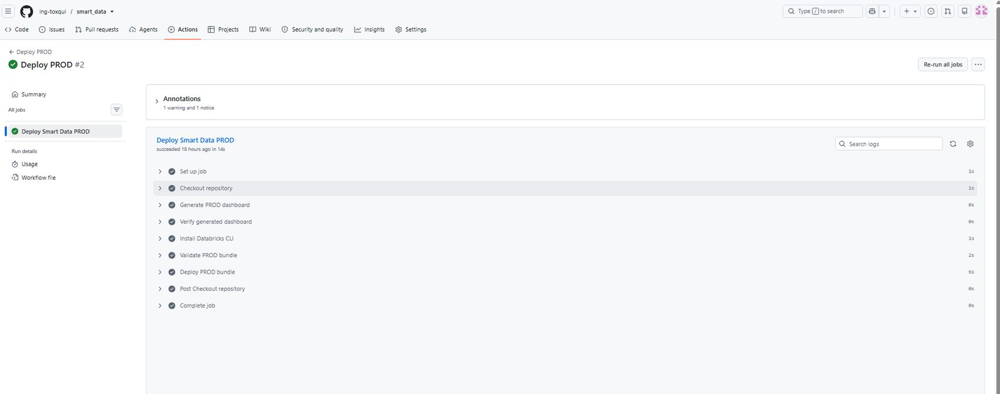 ing-toxqui / smart_data
Type / to search
Code Issues Pull requests Agents Actions Projects Wiki Security and quality Insights Settings
Deploy PROD
Deploy PROD #2
Re-run all jobs
Summary
All jobs
Deploy Smart Data PROD
Run details
Usage
Workflow file
Annotations
1 warning and 1 notice
Deploy Smart Data PROD
succeeded 18 hours ago in 14s
Search logs
Set up job 1s
Checkout repository 1s
Generate PROD dashboard 0s
Verify generated dashboard 0s
Install Databricks CLI 1s
Validate PROD bundle 2s
Deploy PROD bundle 6s
Post Checkout repository 0s
Complete job 0s